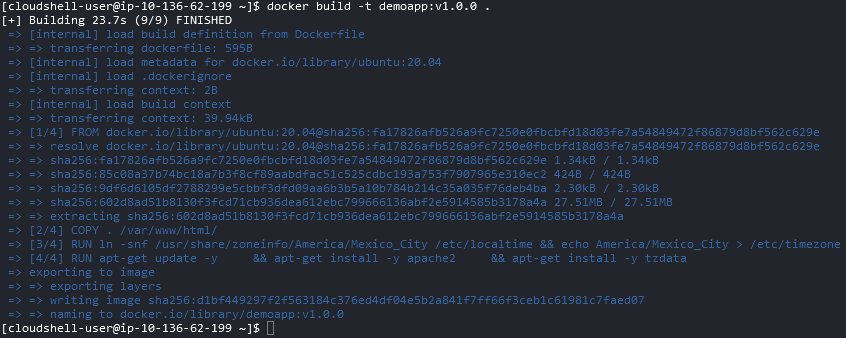 [cloudshell-user@ip-10-136-62-199 ~]$ docker build -t demoapp:v1.0.0 .
[+] Building 23.7s (9/9) FINISHED
=> [internal] load build definition from Dockerfile
=> => transferring dockerfile: 595B
=> [internal] load metadata for docker.io/library/ubuntu:20.04
=> [internal] load .dockerignore
=> => transferring context: 2B
=> [internal] load build context
=> => transferring context: 39.94kB
=> [1/4] FROM docker.io/library/ubuntu:20.04@sha256:fa17826afb526a9fc7250e0fbcbfd18d03fe7a54849472f86879d8bf562c629e
=> => resolve docker.io/library/ubuntu:20.04@sha256:fa17826afb526a9fc7250e0fbcbfd18d03fe7a54849472f86879d8bf562c629e
=> => sha256:fa17826afb526a9fc7250e0fbcbfd18d03fe7a54849472f86879d8bf562c629e 1.34kB / 1.34kB
=> => sha256:85c08a37b74bc18a7b3f8cf89aabdfac51c525cdbc193a753f7907965e310ec2 424B / 424B
=> => sha256:9df6d6105df2788299e5cbbf3dfd09aa6b3b5a10b784b214c35a035f76deb4ba 2.30kB / 2.30kB
=> => sha256:602d8ad51b8130f3fcd71cb936dea612ebc799666136abf2e5914585b3178a4a 27.51MB / 27.51MB
=> => extracting sha256:602d8ad51b8130f3fcd71cb936dea612ebc799666136abf2e5914585b3178a4a
=> [2/4] COPY . /var/www/html/
=> [3/4] RUN ln -snf /usr/share/zoneinfo/America/Mexico_City /etc/localtime && echo America/Mexico_City > /etc/timezone
=> [4/4] RUN apt-get update -y     && apt-get install -y apache2     && apt-get install -y tzdata
=> exporting to image
=> => exporting layers
=> => writing image sha256:d1bf449297f2f563184c376ed4df04e5b2a841f7ff66f3ceb1c61981c7faed07
=> => naming to docker.io/library/demoapp:v1.0.0
[cloudshell-user@ip-10-136-62-199 ~]$